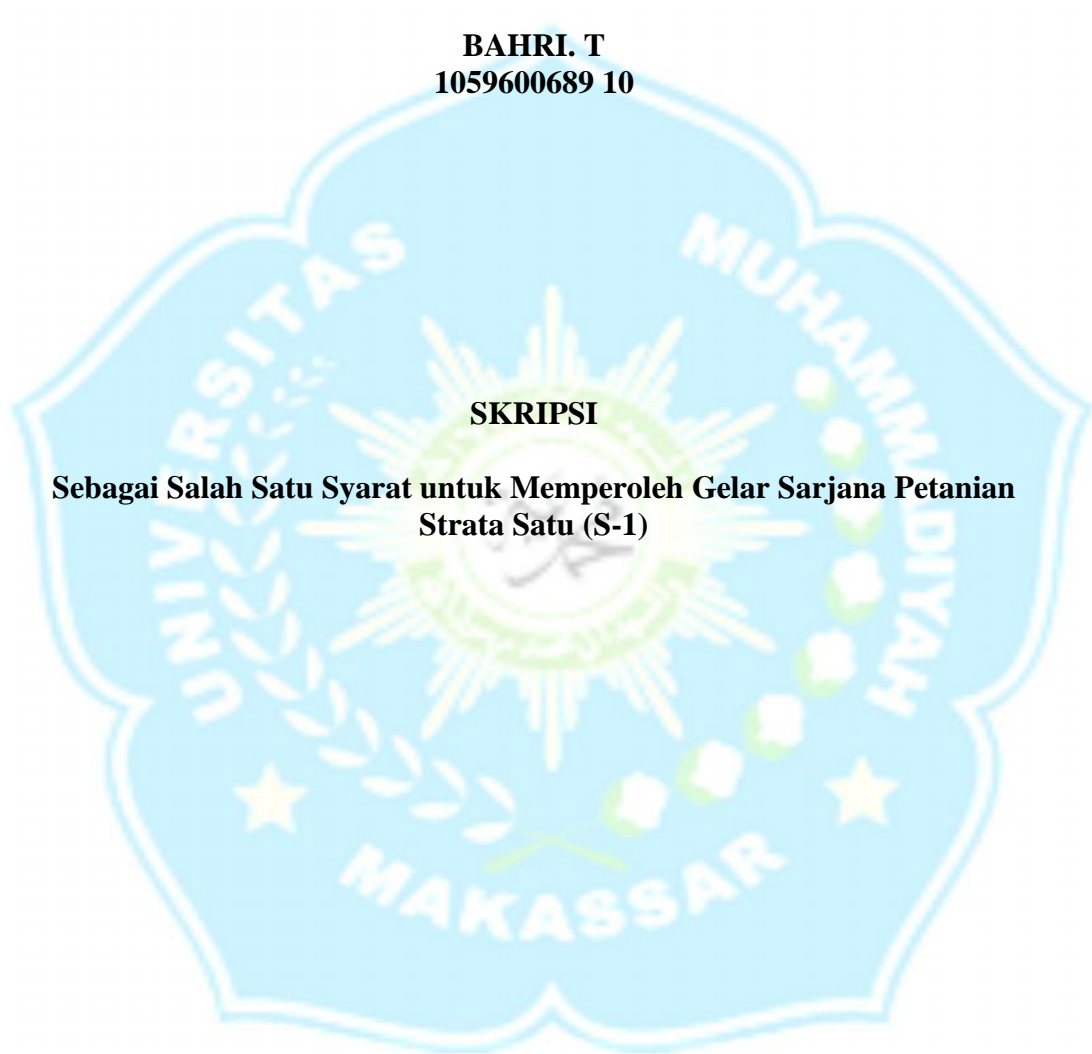 BAHRI. T
1059600689 10
SKRIPSI
Sebagai Salah Satu Syarat untuk Memperoleh Gelar Sarjana Petanian
Strata Satu (S-1)
UNIVERSITAS MUHAMMADIYAH
MAKASSAR